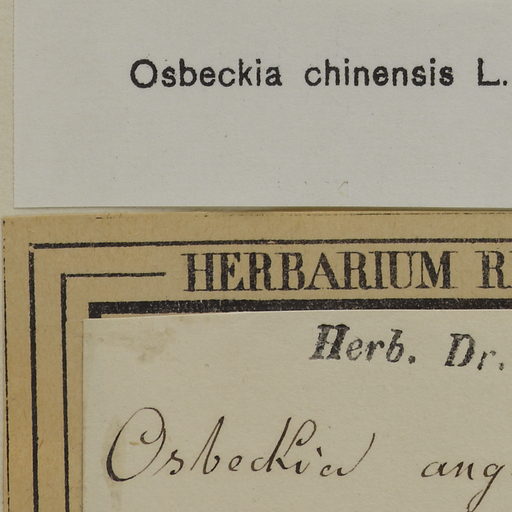 Osbeckia chinensis L.
HERBARIUM R
Herb. Dr.
Osbeckia ang